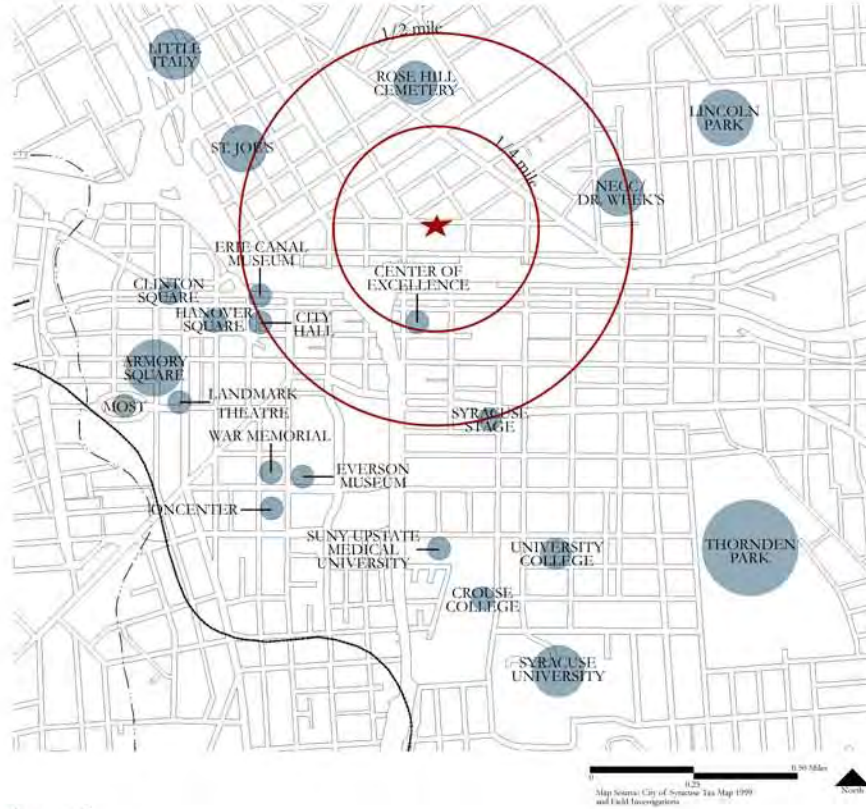 1/2 mile
LITTLE
ITALY
ROSE HILL
CEMETERY
LINCOLN
PARK
ST. JOE'S
1/4 mile
NECC/
DR. WEEK'S
ERIE CANAL
MUSEUM
CENTER OF
EXCELLENCE
CLINTON
SQUARE
HANOVER
SQUARE
CITY
HALL
ARMORY
SQUARE
LANDMARK
THEATRE
MOST
SYRACUSE
STAGE
WAR MEMORIAL
EVERSON
MUSEUM
ONCENTER
SUNY UPSTATE
MEDICAL
UNIVERSITY
UNIVERSITY
COLLEGE
THORNDEN
PARK
CROUSE
COLLEGE
SYRACUSE
UNIVERSITY
0
0.25
0.50 Miles
Map Source: City of Syracuse Tax Map 1999
and Field Investigations
North